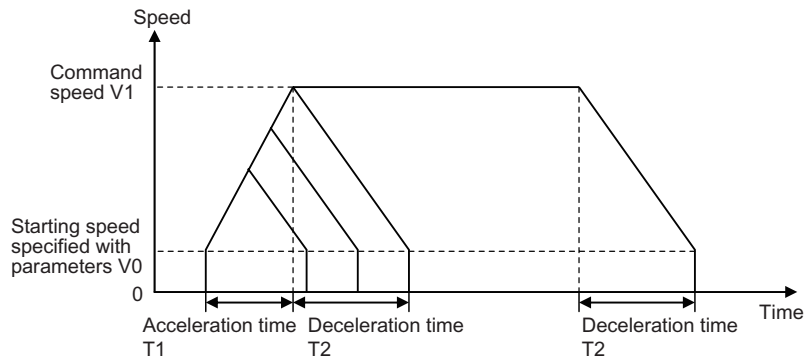 Speed
Command
speed V1
Starting speed
specified with
parameters V0
0
Time
Acceleration time
T1
Deceleration time
T2
Deceleration time
T2